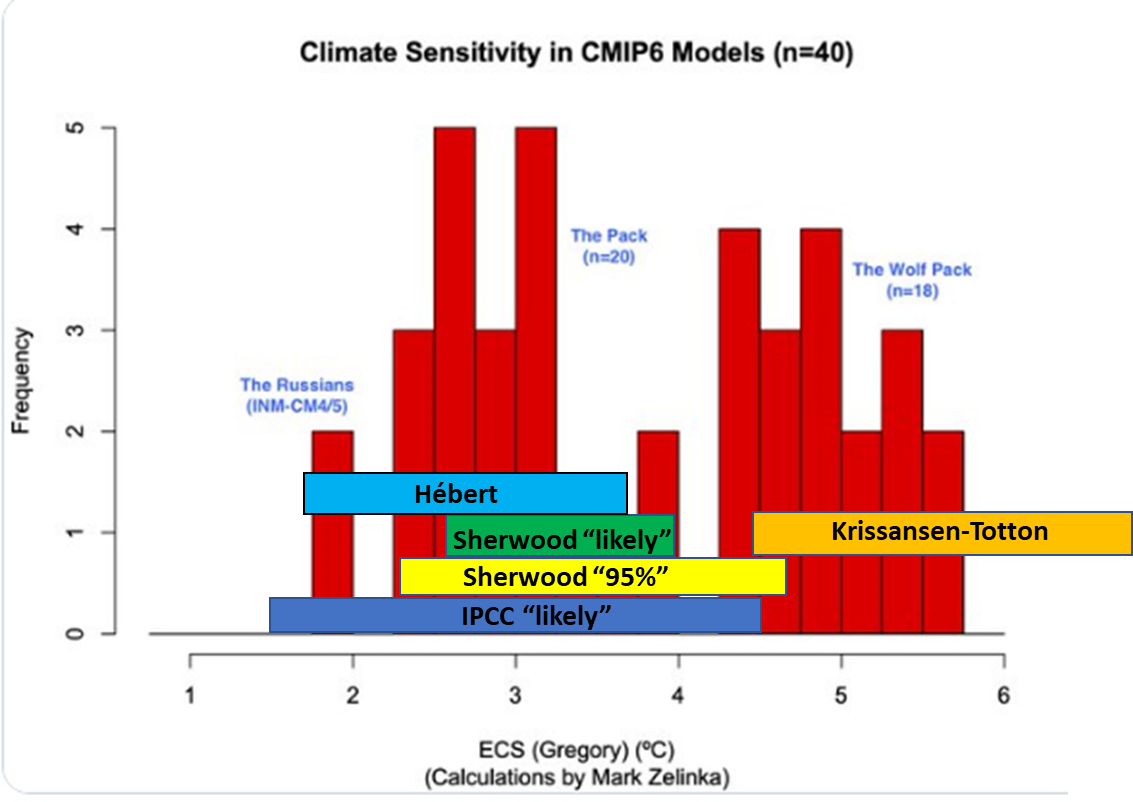 Climate Sensitivity in CMIP6 Models (n=40)
Frequency
5
4
3
2
1
0
The Pack
(n=20)
The Wolf Pack
(n=18)
The Russians
(INM-CM4/5)
Hébert
Sherwood “likely”
Krissansen-Totton
Sherwood “95%”
IPCC “likely”
1 2 3 4 5 6
ECS (Gregory) (ºC)
(Calculations by Mark Zelinka)